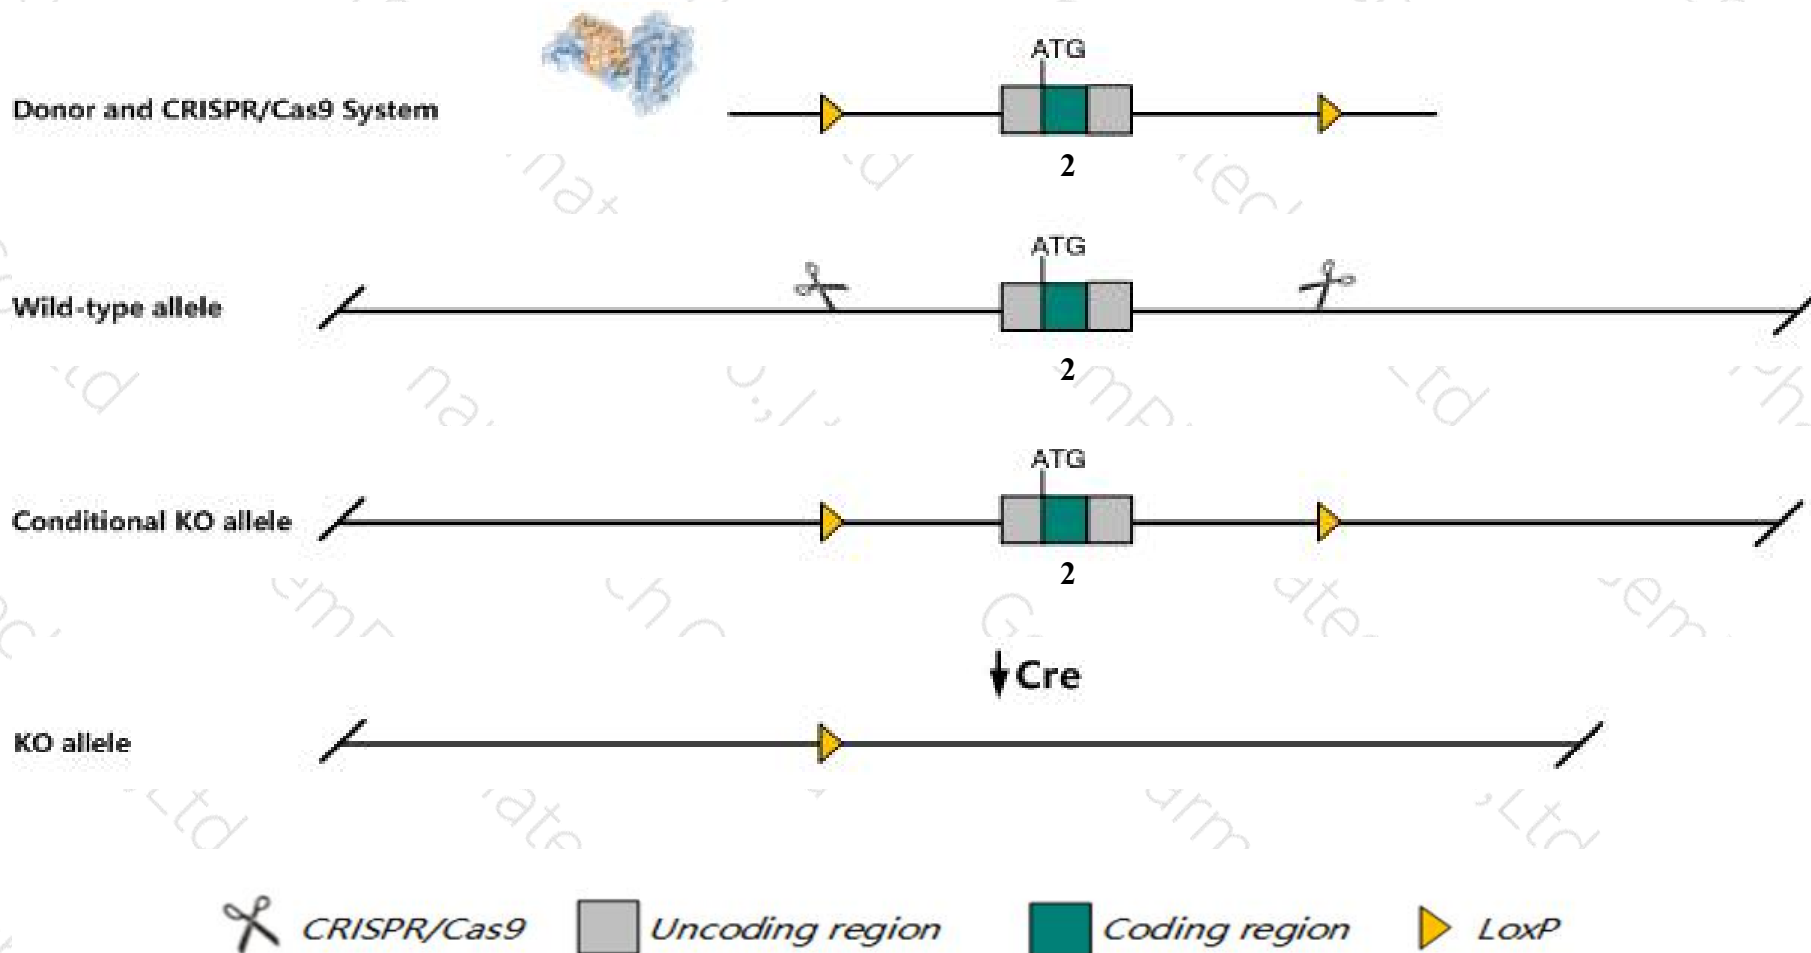 ATG
Donor and CRISPR/Cas9 System
2
ATG
Wild-type allele
2
ATG
Conditional KO allele
2
Cre
KO allele
CRISPR/Cas9 Uncoding region Coding region LoxP